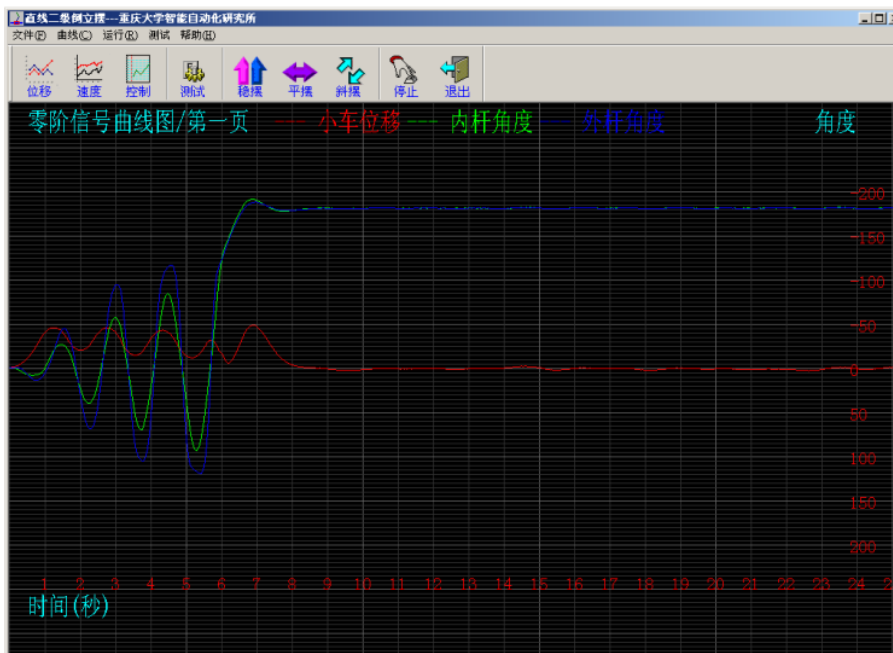 直线二级倒立摆---重庆大学智能自动化研究所
文件(F) 曲线(C) 运行(R) 测试 帮助(H)
位移 速度 控制 测试 稳摆 平摆 斜摆 停止 退出
零阶信号曲线图/第一页 --- 小车位移 --- 内杆角度 --- 外杆角度 角度
-200
-150
-100
-50
0
50
100
150
200
1 2 3 4 5 6 7 8 9 10 11 12 13 14 15 16 17 18 19 20 21 22 23 24 2
时间(秒)